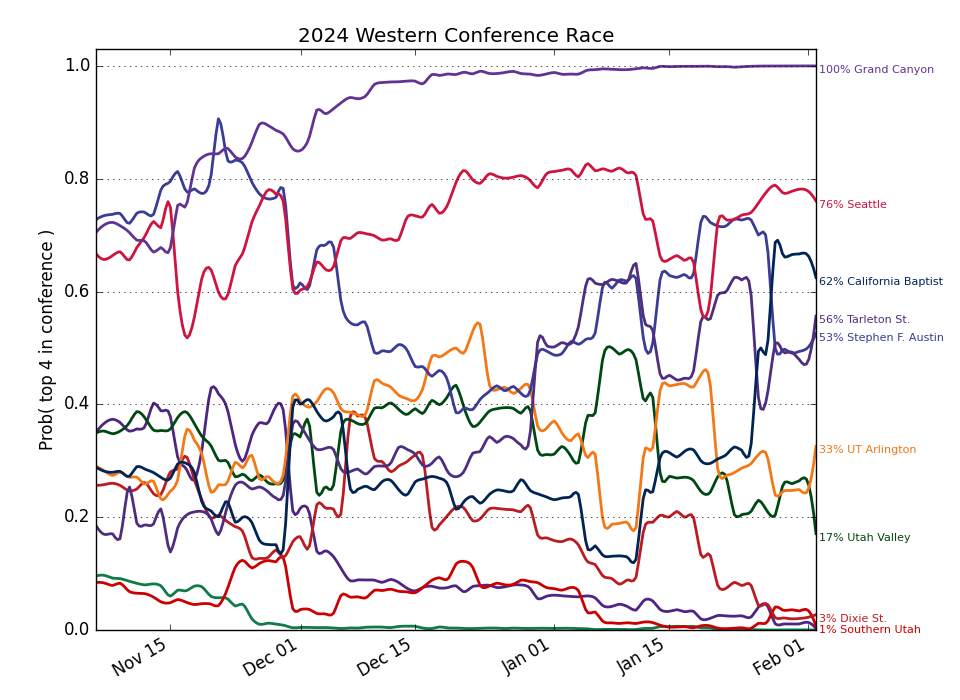 2024 Western Conference Race
Prob( top 4 in conference )
1.0
0.8
0.6
0.4
0.2
0.0
Nov 15
Dec 01
Dec 15
Jan 01
Jan 15
Feb 01
100% Grand Canyon
76% Seattle
62% California Baptist
56% Tarleton St.
53% Stephen F. Austin
33% UT Arlington
17% Utah Valley
3% Dixie St.
1% Southern Utah